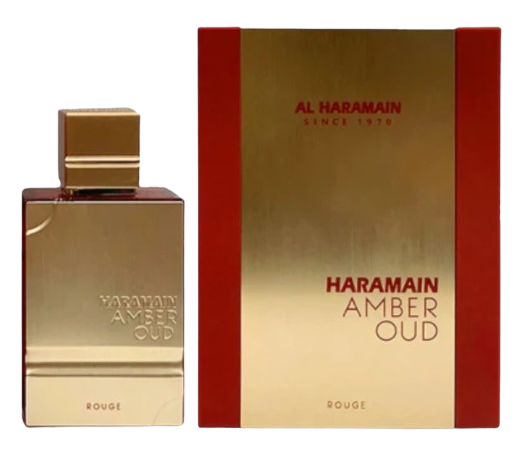 HARAMAIN
AMBER
OUD
ROUGE
AL HARAMAIN
SINCE 1970
HARAMAIN
AMBER
OUD
ROUGE